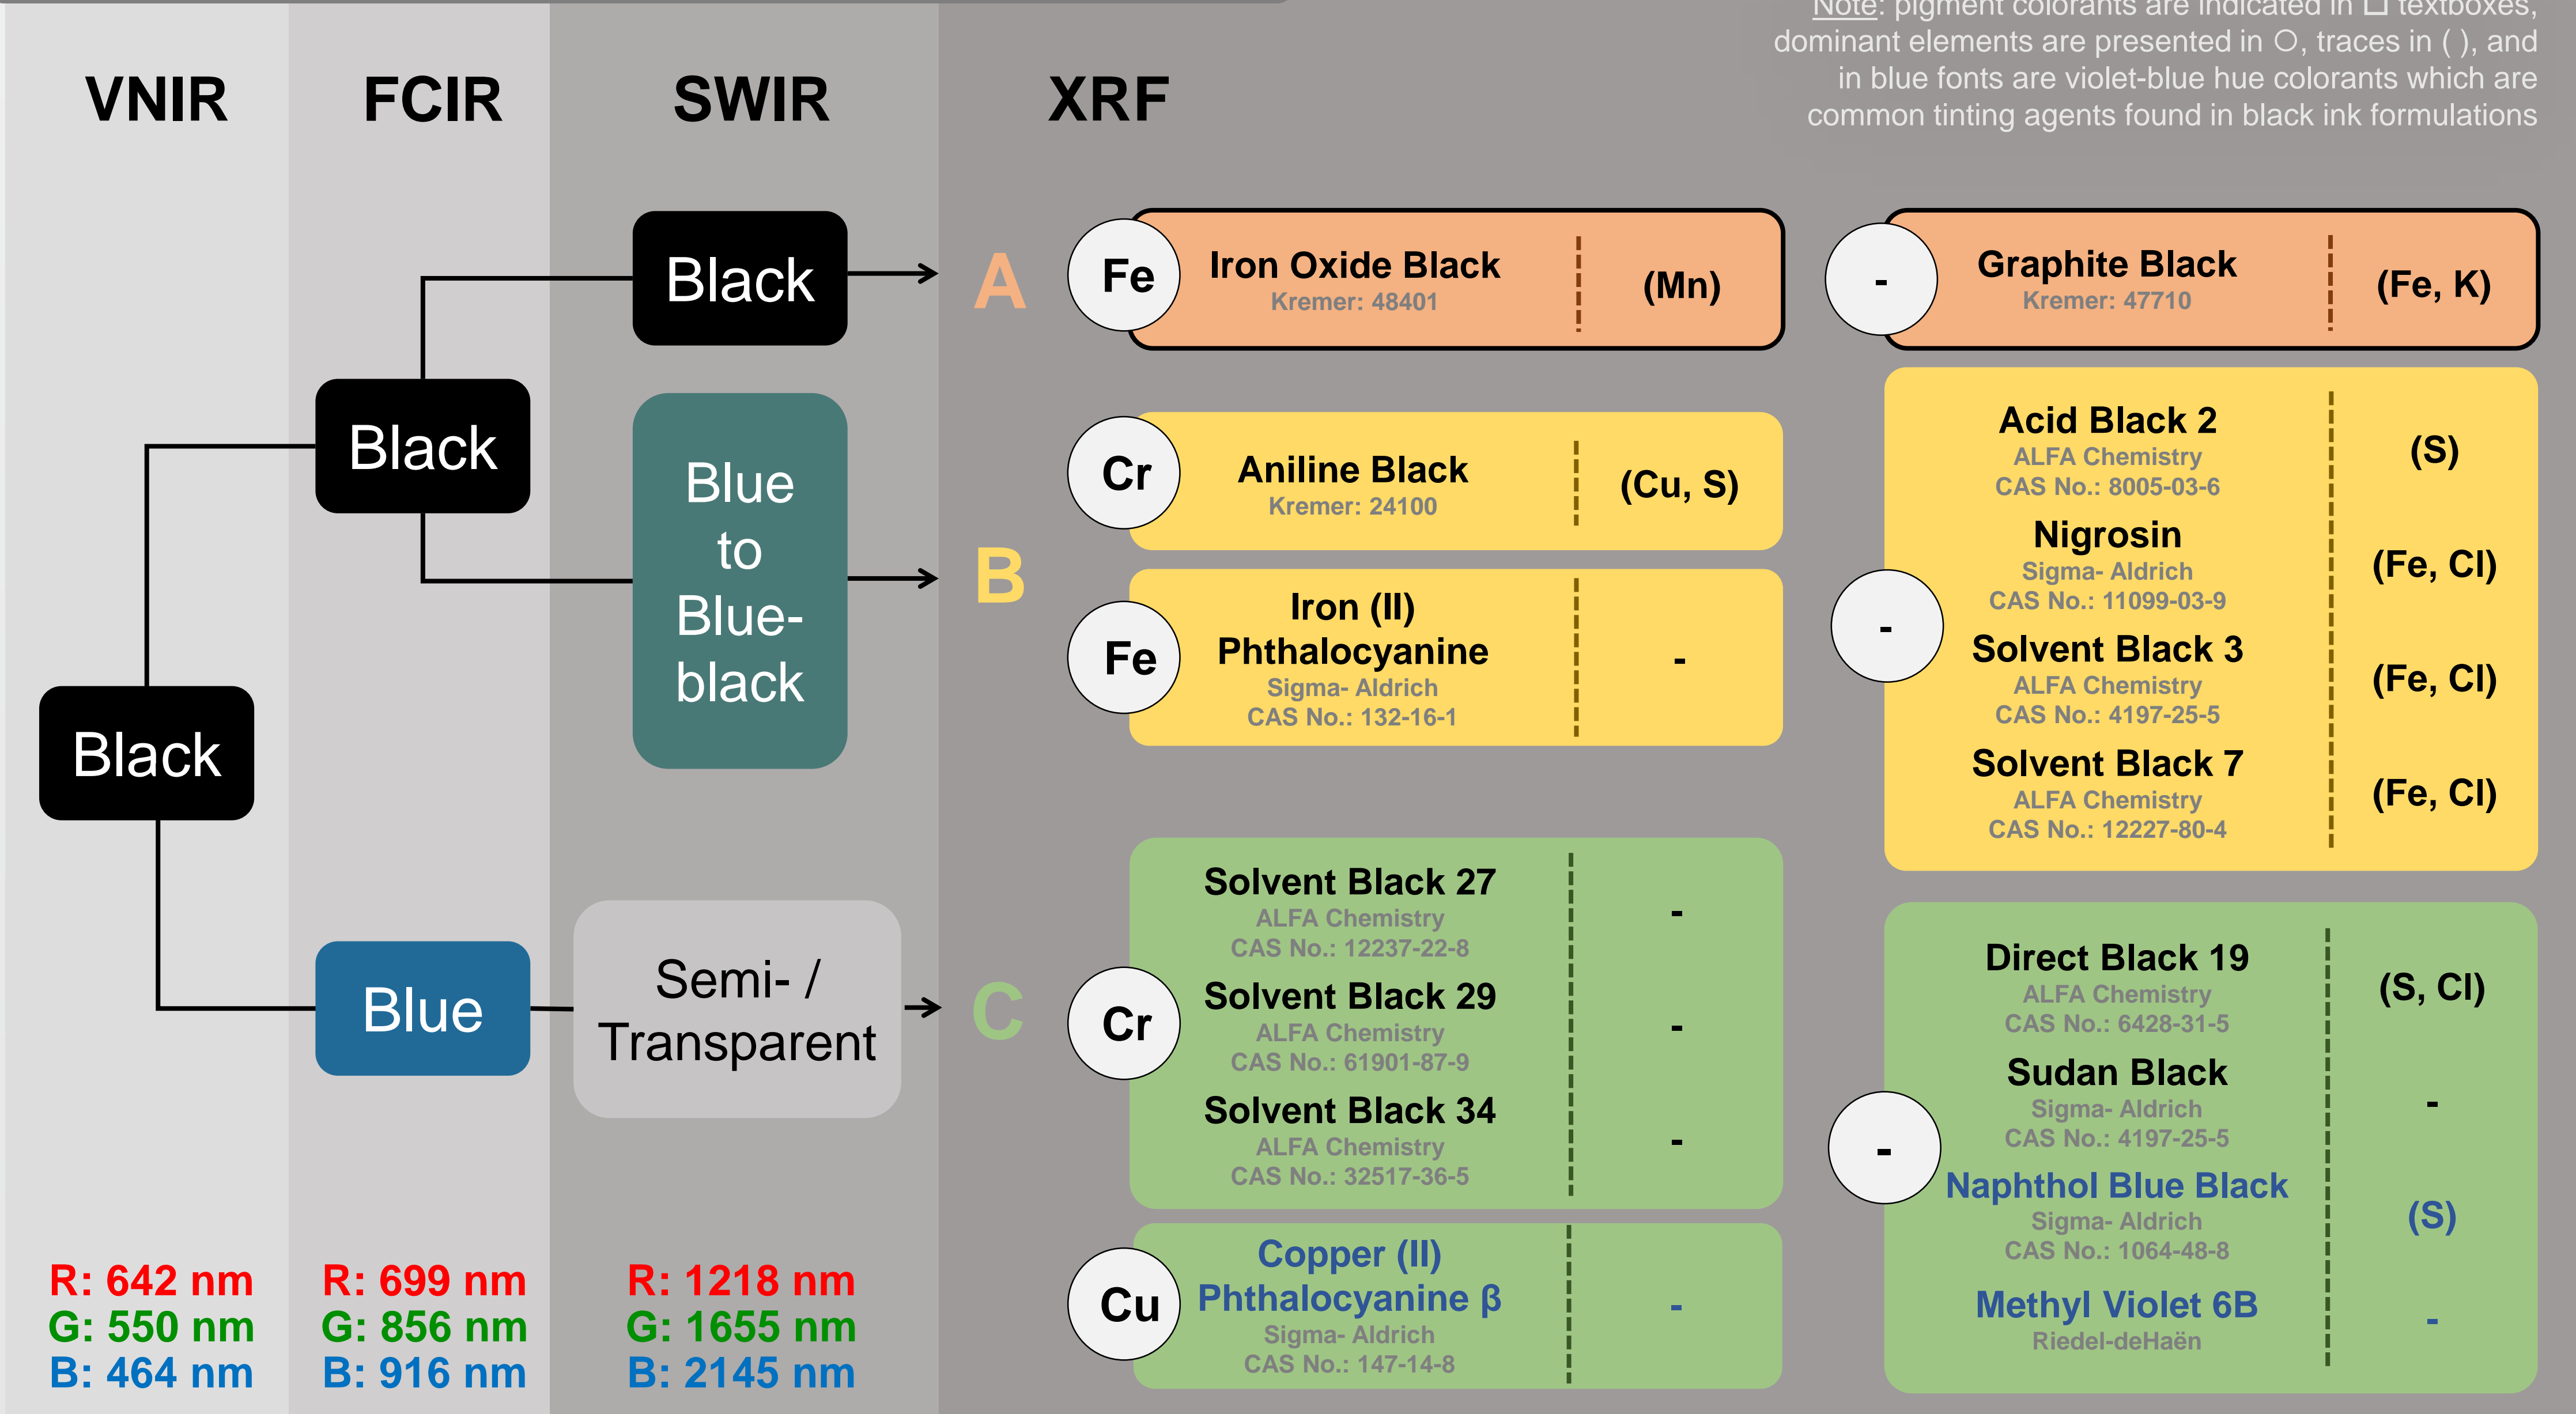 Note: pigment colorants are indicated in □ textboxes,
dominant elements are presented in ○, traces in ( ), and
in blue fonts are violet-blue hue colorants which are
common tinting agents found in black ink formulations
VNIR
FCIR
SWIR
XRF
Black
Black
Blue
Black
Blue
to
Blue-
black
Semi- /
Transparent
R: 642 nm
G: 550 nm
B: 464 nm
R: 699 nm
G: 856 nm
B: 916 nm
R: 1218 nm
G: 1655 nm
B: 2145 nm
A
Fe
Iron Oxide Black
Kremer: 48401
(Mn)
-
Graphite Black
Kremer: 47710
(Fe, K)
B
Cr
Aniline Black
Kremer: 24100
(Cu, S)
Fe
Iron (II)
Phthalocyanine
Sigma- Aldrich
CAS No.: 132-16-1
-
-
Acid Black 2
ALFA Chemistry
CAS No.: 8005-03-6
(S)
Nigrosin
Sigma- Aldrich
CAS No.: 11099-03-9
(Fe, Cl)
Solvent Black 3
ALFA Chemistry
CAS No.: 4197-25-5
(Fe, Cl)
Solvent Black 7
ALFA Chemistry
CAS No.: 12227-80-4
(Fe, Cl)
C
Cr
Solvent Black 27
ALFA Chemistry
CAS No.: 12237-22-8
-
Solvent Black 29
ALFA Chemistry
CAS No.: 61901-87-9
-
Solvent Black 34
ALFA Chemistry
CAS No.: 32517-36-5
-
Cu
Copper (II)
Phthalocyanine β
Sigma- Aldrich
CAS No.: 147-14-8
-
-
Direct Black 19
ALFA Chemistry
CAS No.: 6428-31-5
(S, Cl)
Sudan Black
Sigma- Aldrich
CAS No.: 4197-25-5
-
Naphthol Blue Black
Sigma- Aldrich
CAS No.: 1064-48-8
(S)
Methyl Violet 6B
Riedel-deHaën
-